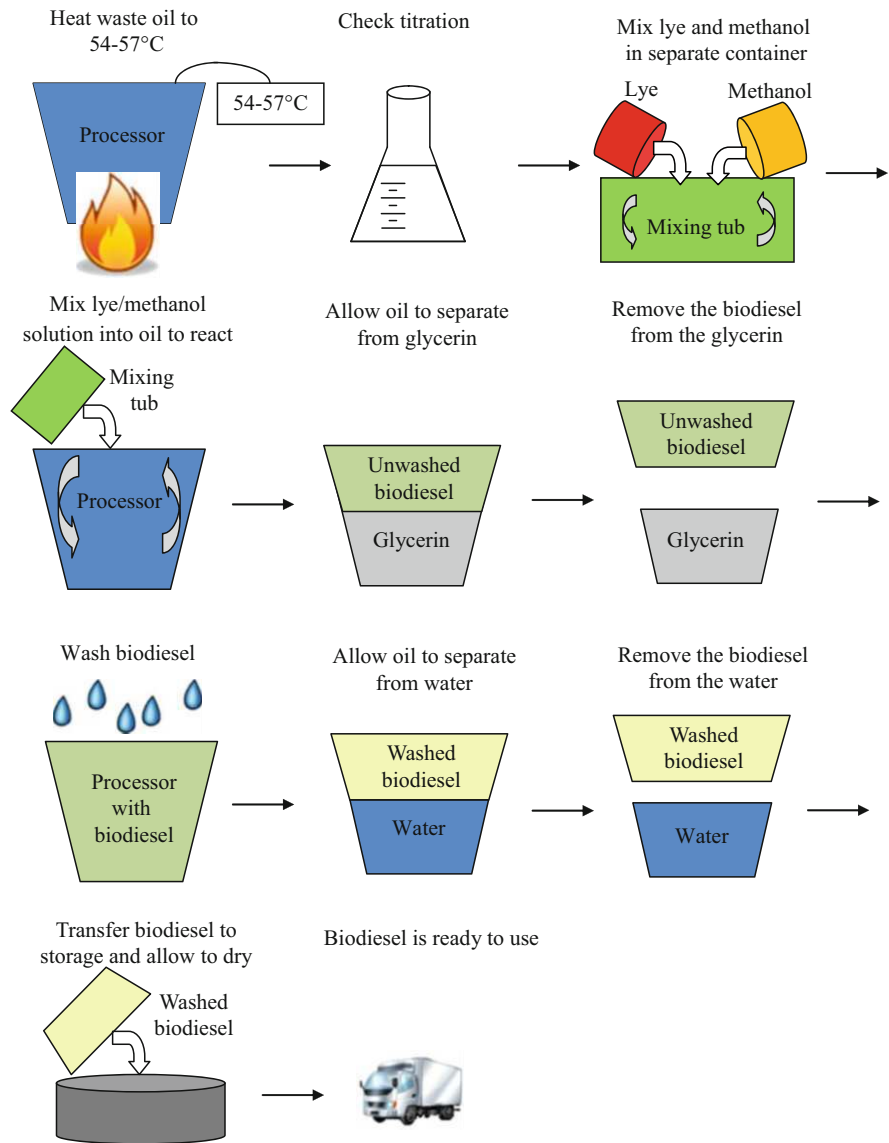 Heat waste oil to
54-57°C
54-57°C
Processor
Check titration
Mix lye and methanol
in separate container
Lye
Methanol
Mixing tub
Mix lye/methanol
solution into oil to react
Mixing
tub
Processor
Allow oil to separate
from glycerin
Unwashed
biodiesel
Glycerin
Remove the biodiesel
from the glycerin
Unwashed
biodiesel
Glycerin
Wash biodiesel
Processor
with
biodiesel
Allow oil to separate
from water
Washed
biodiesel
Water
Remove the biodiesel
from the water
Washed
biodiesel
Water
Transfer biodiesel to
storage and allow to dry
Washed
biodiesel
Biodiesel is ready to use